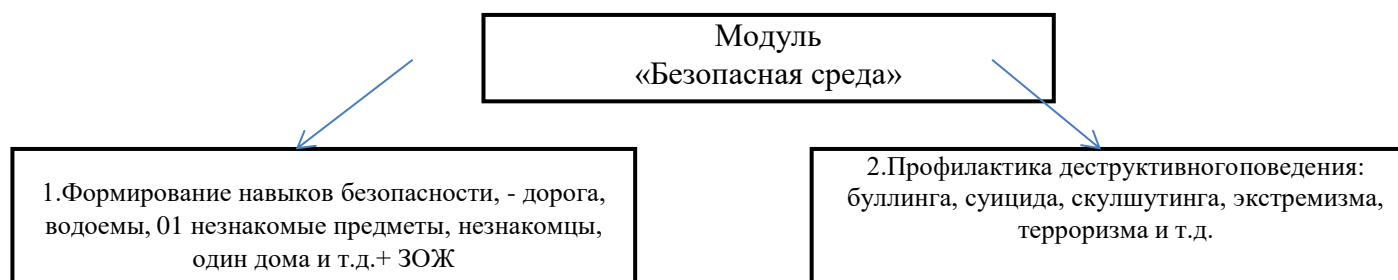 Модуль
«Безопасная среда»
1.Формирование навыков безопасности, - дорога,
водоемы, 01 незнакомые предметы, незнакомцы,
один дома и т.д.+ ЗОЖ
2.Профилактика деструктивногоповедения:
буллинга, суицида, скулшутинга, экстремизма,
терроризма и т.д.